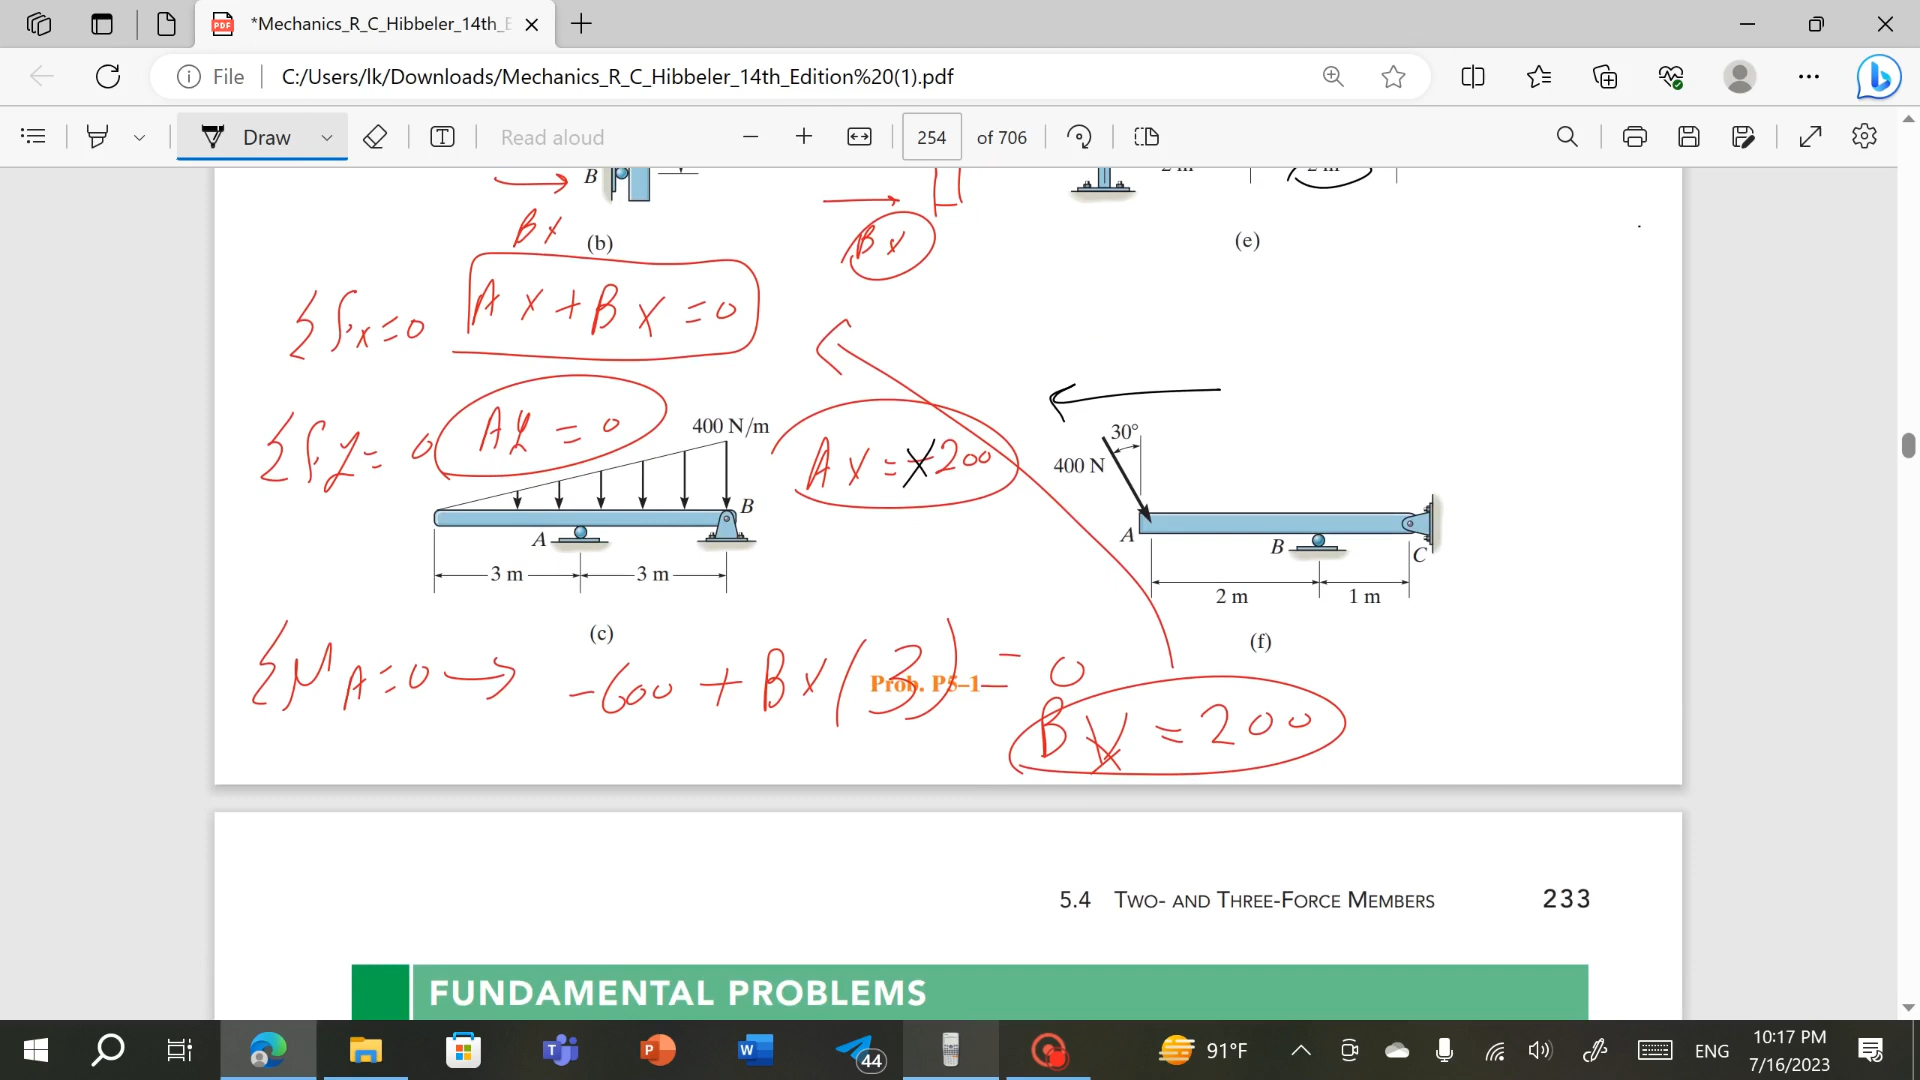 *Mechanics_R_C_Hibbeler_14th_E
File
C:/Users/lk/Downloads/Mechanics_R_C_Hibbeler_14th_Edition%20(1).pdf
Draw
Read aloud
254 of 706
B
Bx
(b)
Bx
(e)
Σfx=0
Ax+Bx=0
Σfy=0
Ay=0
400 N/m
Ax=-200
30°
400 N
A
B
A
B
C
3 m
3 m
2 m
1 m
(c)
(f)
ΣMA=0→ -600+Bx(3)=0
Prob. P5–1
Bx=200
5.4 TWO- AND THREE-FORCE MEMBERS 233
FUNDAMENTAL PROBLEMS
44
91°F
ENG
10:17 PM
7/16/2023